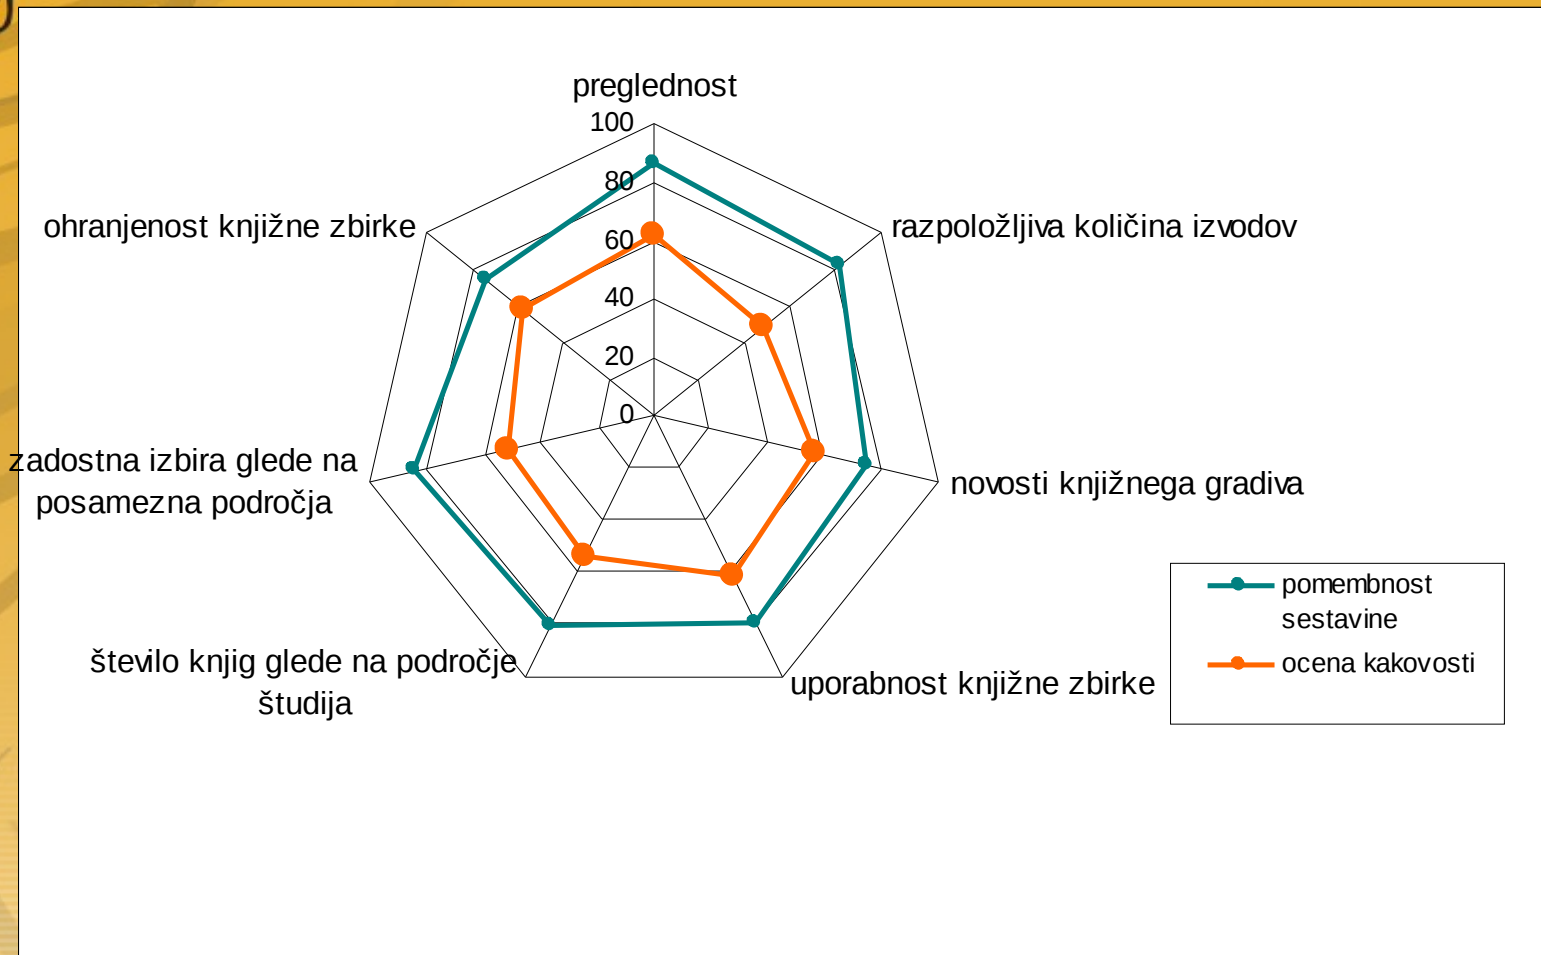 preglednost
100
80
60
40
20
0
razpoložljiva količina izvodov
novosti knjižnega gradiva
uporabnost knjižne zbirke
število knjig glede na področje
študija
zadostna izbira glede na
posamezna področja
ohranjenost knjižne zbirke
pomembnost
sestavine
ocena kakovosti